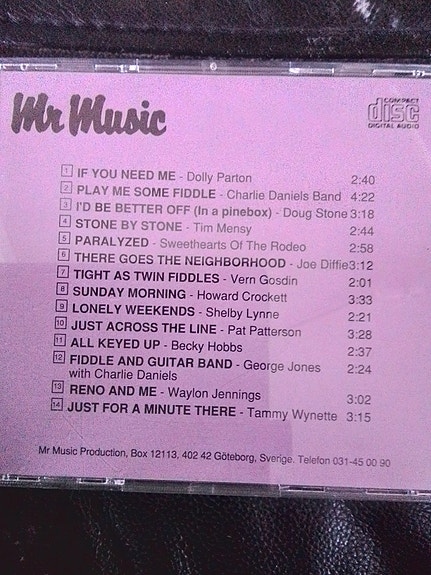 Mr Music
COMPACT
disc
DIGITAL AUDIO
1 IF YOU NEED ME - Dolly Parton 2:40
2 PLAY ME SOME FIDDLE - Charlie Daniels Band 4:22
3 I'D BE BETTER OFF (In a pinebox) - Doug Stone 3:18
4 STONE BY STONE - Tim Mensy 2:44
5 PARALYZED - Sweethearts Of The Rodeo 2:58
6 THERE GOES THE NEIGHBORHOOD - Joe Diffie 3:12
7 TIGHT AS TWIN FIDDLES - Vern Gosdin 2:01
8 SUNDAY MORNING - Howard Crockett 3:33
9 LONELY WEEKENDS - Shelby Lynne 2:21
10 JUST ACROSS THE LINE - Pat Patterson 3:28
11 ALL KEYED UP - Becky Hobbs 2:37
12 FIDDLE AND GUITAR BAND - George Jones 2:24
with Charlie Daniels
13 RENO AND ME - Waylon Jennings 3:02
14 JUST FOR A MINUTE THERE - Tammy Wynette 3:15
Mr Music Production, Box 12113, 402 42 Göteborg, Sverige. Telefon 031-45 00 90